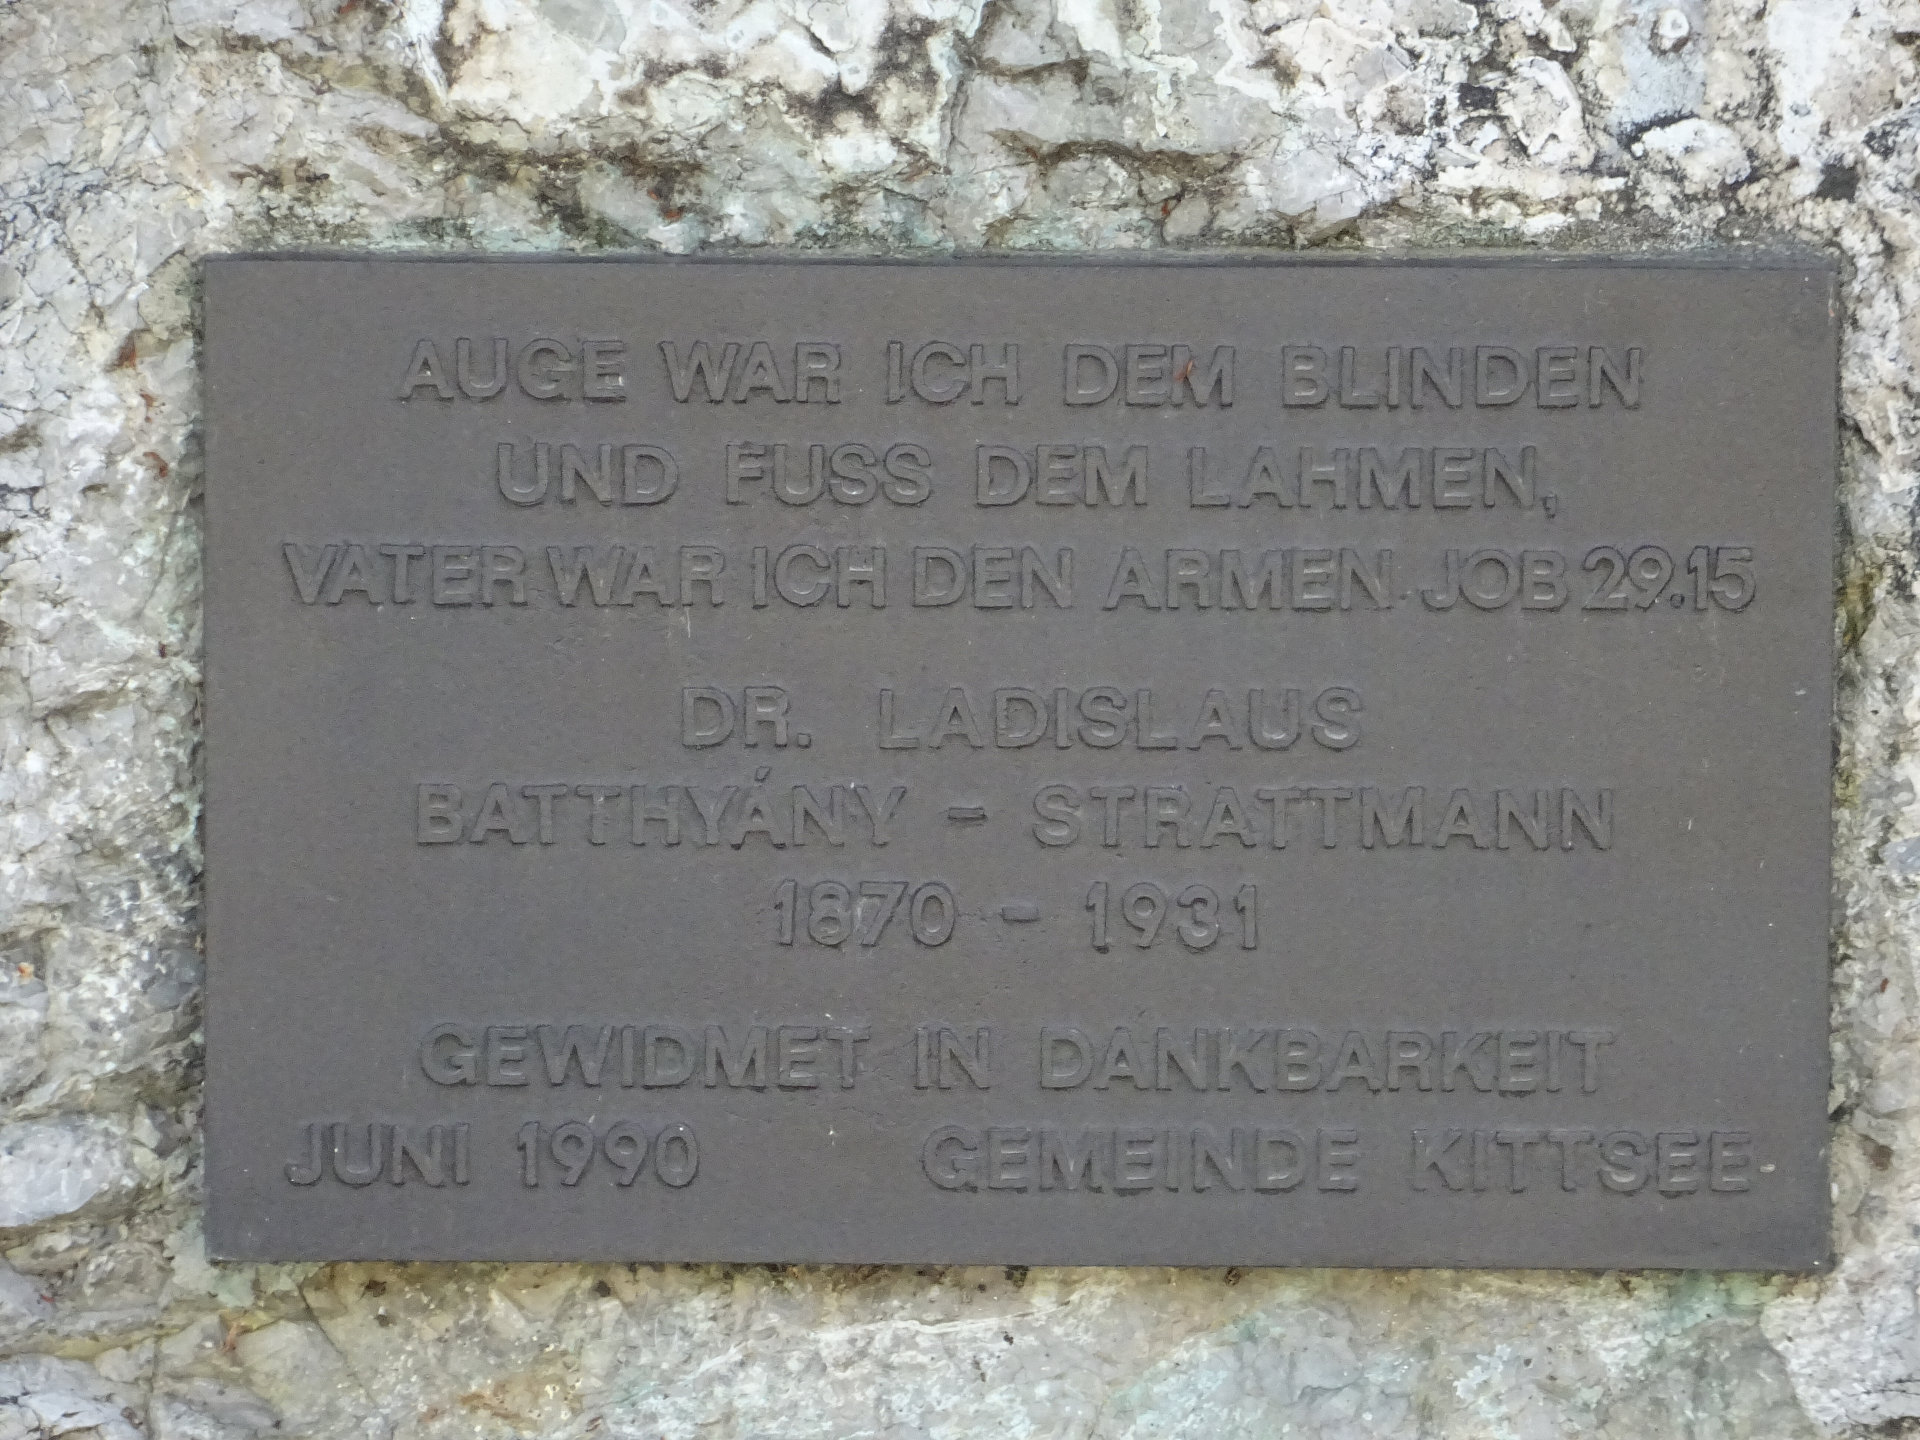 AUGE WAR ICH DEM BLINDEN
UND FUSS DEM LAHMEN,
VATER WAR ICH DEN ARMEN JOB 29.15
DR. LADISLAUS
BATTHYÁNY - STRATTMANN
1870 - 1931
GEWIDMET IN DANKBARKEIT
JUNI 1990 GEMEINDE KITTSEE